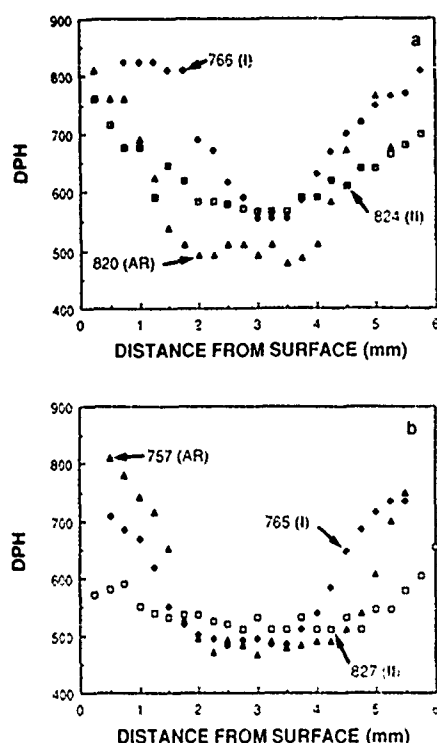 a
900
800
700
600
500
400
DPH
766 (I)
824 (II)
820 (AR)
0 1 2 3 4 5 6
DISTANCE FROM SURFACE (mm)
b
900
800
700
600
500
400
DPH
757 (AR)
765 (I)
827 (II)
0 1 2 3 4 5 6
DISTANCE FROM SURFACE (mm)